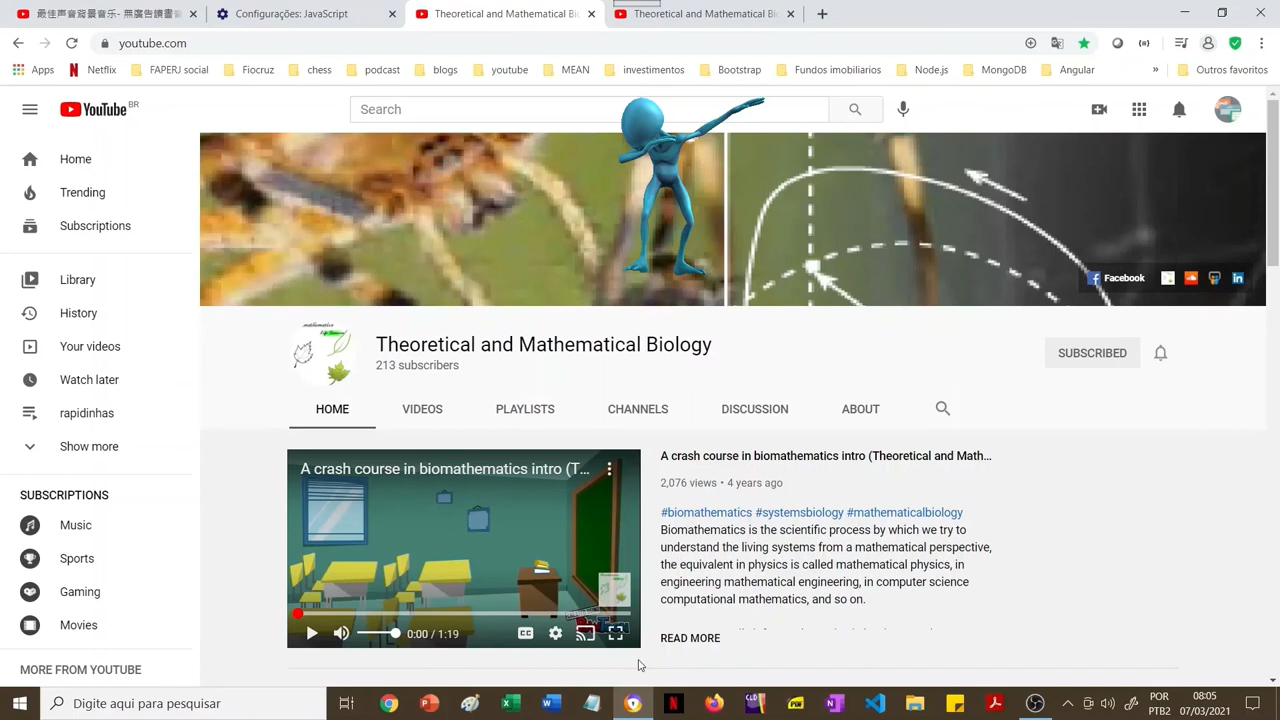 最佳声音背景音乐- 無廣告讀書 
Configurações: JavaScript
Theoretical and Mathematical Bi
Theoretical and Mathematical Bi
youtube.com
Apps
Netflix
FAPERJ social
Fiocruz
chess
podcast
blogs
youtube
MEAN
investimentos
Bootstrap
Fundos imobiliarios
Node.js
MongoDB
Angular
»
Outros favoritos
YouTube BR
Search
Home
Trending
Subscriptions
Library
History
Your videos
Watch later
rapidinhas
Show more
SUBSCRIPTIONS
Music
Sports
Gaming
Movies
MORE FROM YOUTUBE
Facebook
Theoretical and Mathematical Biology
213 subscribers
SUBSCRIBED
HOME VIDEOS PLAYLISTS CHANNELS DISCUSSION ABOUT
A crash course in biomathematics intro (T...
0:00 / 1:19
A crash course in biomathematics intro (Theoretical and Math...
2,076 views • 4 years ago
#biomathematics #systemsbiology #mathematicalbiology
Biomathematics is the scientific process by which we try to
understand the living systems from a mathematical perspective,
the equivalent in physics is called mathematical physics, in
engineering mathematical engineering, in computer science
computational mathematics, and so on.
READ MORE
Digite aqui para pesquisar
POR
PTB2
08:05
07/03/2021